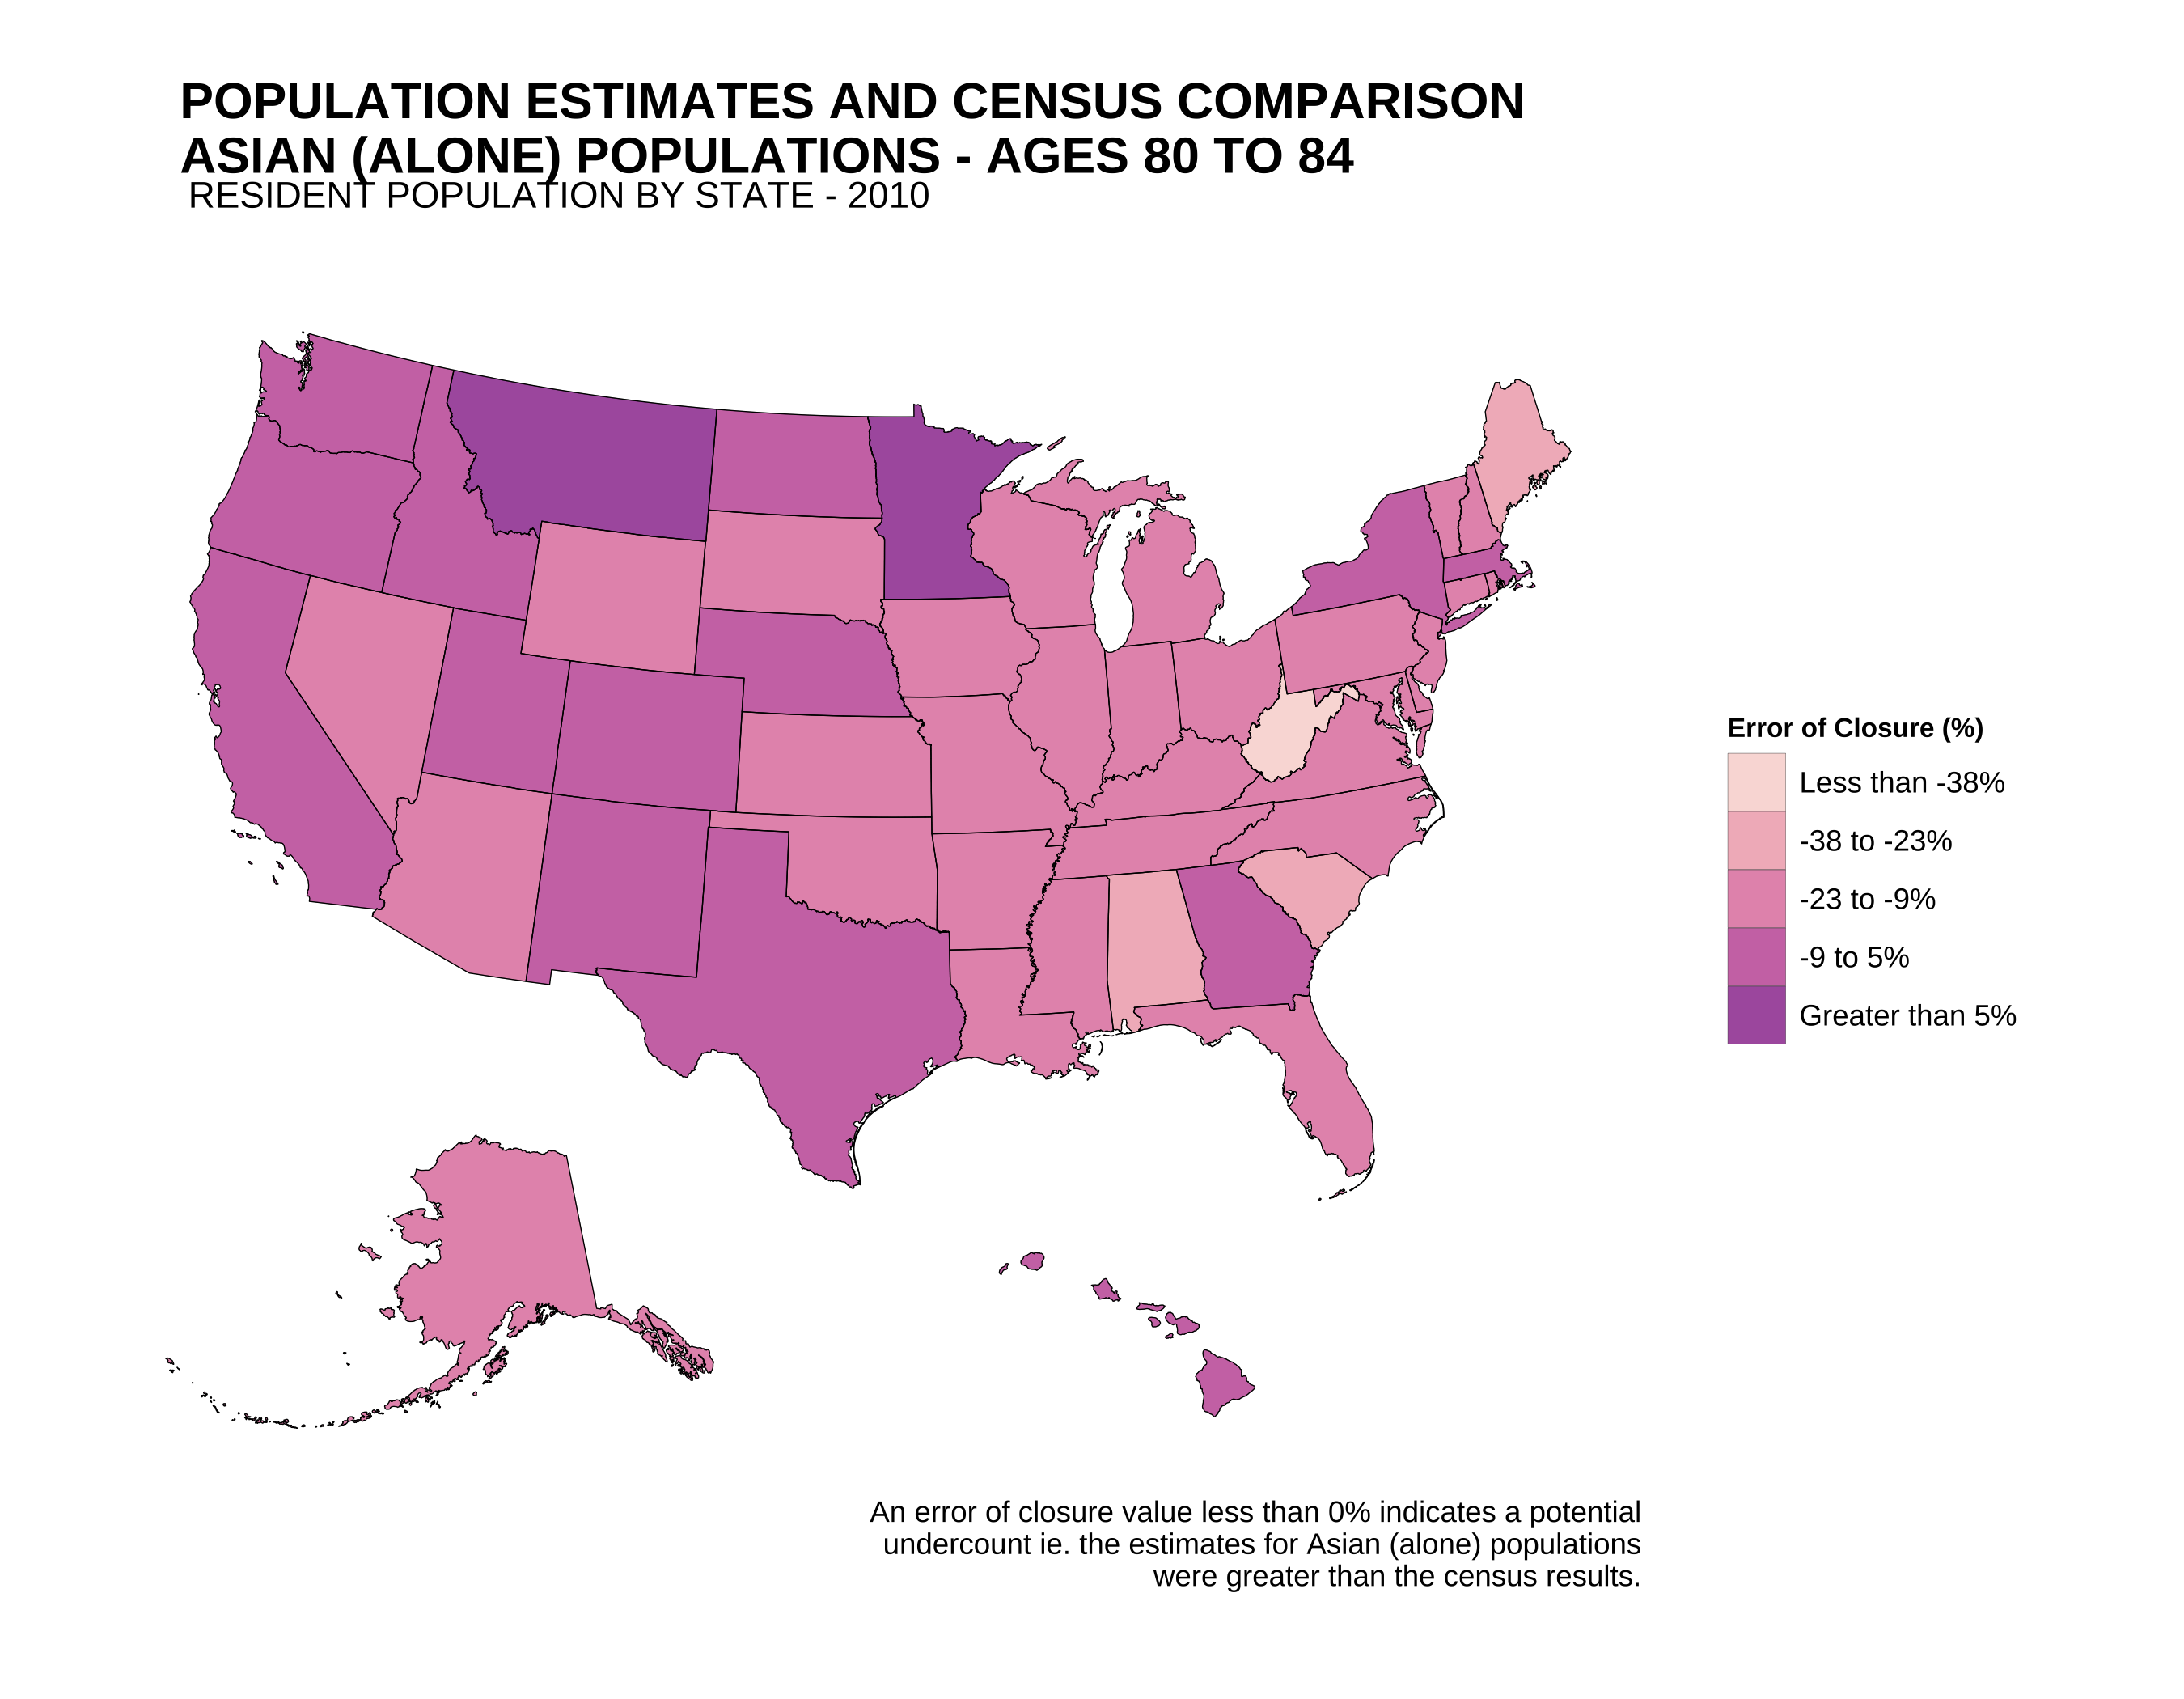 POPULATION ESTIMATES AND CENSUS COMPARISON
ASIAN (ALONE) POPULATIONS - AGES 80 TO 84
RESIDENT POPULATION BY STATE - 2010
Error of Closure (%)
Less than -38%
-38 to -23%
-23 to -9%
-9 to 5%
Greater than 5%
An error of closure value less than 0% indicates a potential
undercount ie. the estimates for Asian (alone) populations
were greater than the census results.